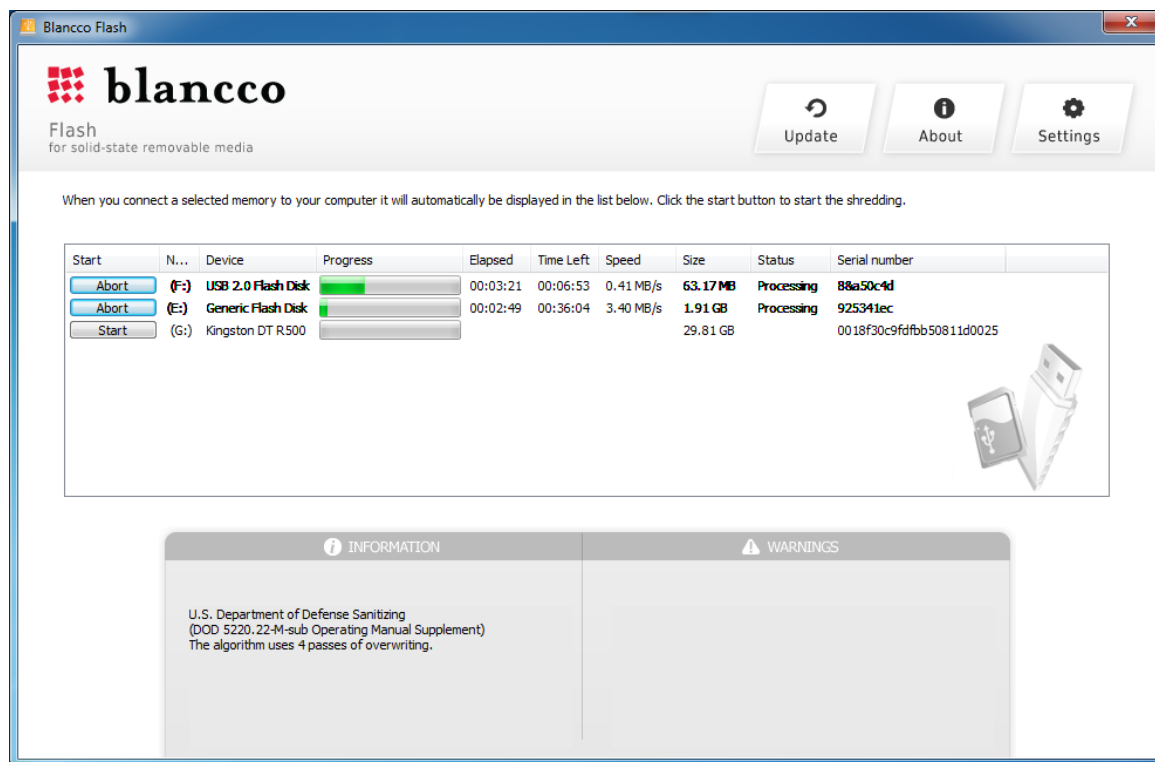 Blancco Flash
blancco
Flash
for solid-state removable media
Update
About
Settings
When you connect a selected memory to your computer it will automatically be displayed in the list below. Click the start button to start the shredding.
Start N... Device Progress Elapsed Time Left Speed Size Status Serial number
Abort (F:) USB 2.0 Flash Disk 00:03:21 00:06:53 0.41 MB/s 63.17 MB Processing 88a50c4d
Abort (E:) Generic Flash Disk 00:02:49 00:36:04 3.40 MB/s 1.91 GB Processing 925341ec
Start (G:) Kingston DT R500 29.81 GB 0018f30c9fdfbb50811d0025
INFORMATION
WARNINGS
U.S. Department of Defense Sanitizing
(DOD 5220.22-M-sub Operating Manual Supplement)
The algorithm uses 4 passes of overwriting.